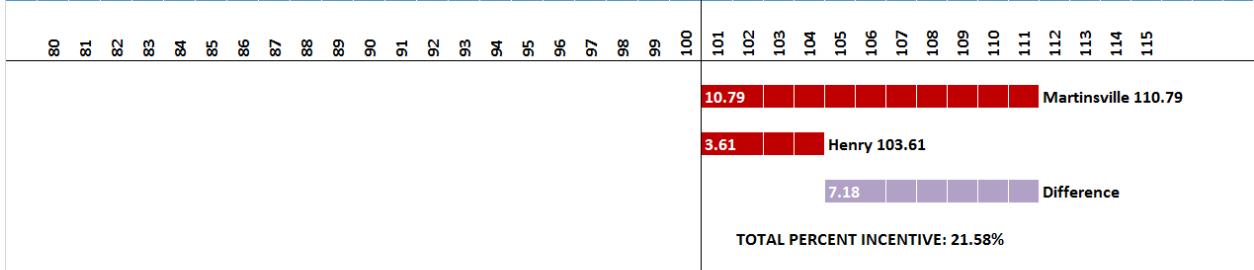 80 81 82 83 84 85 86 87 88 89 90 91 92 93 94 95 96 97 98 99 100 101 102 103 104 105 106 107 108 109 110 111 112 113 114 115
10.79 Martinsville 110.79
3.61 Henry 103.61
7.18 Difference
TOTAL PERCENT INCENTIVE: 21.58%